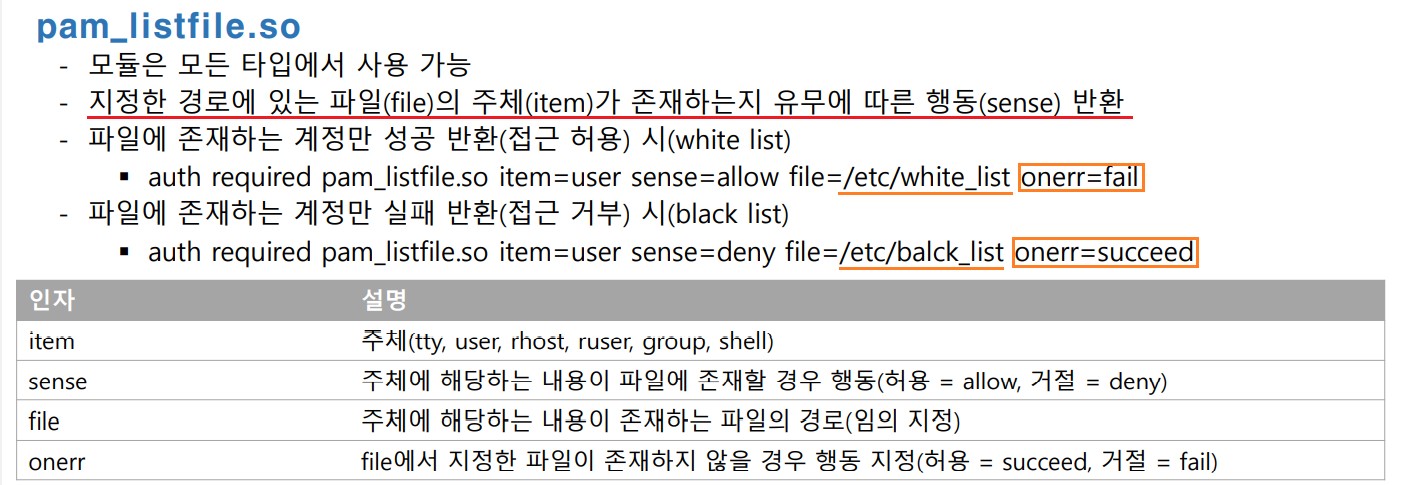 pam_listfile.so
- 모듈은 모든 타입에서 사용 가능
- 지정한 경로에 있는 파일(file)의 주체(item)가 존재하는지 유무에 따른 행동(sense) 반환
- 파일에 존재하는 계정만 성공 반환(접근 허용) 시(white list)
▪ auth required pam_listfile.so item=user sense=allow file=/etc/white_list onerr=fail
- 파일에 존재하는 계정만 실패 반환(접근 거부) 시(black list)
▪ auth required pam_listfile.so item=user sense=deny file=/etc/balck_list onerr=succeed
인자 설명
item 주체(tty, user, rhost, ruser, group, shell)
sense 주체에 해당하는 내용이 파일에 존재할 경우 행동(허용 = allow, 거절 = deny)
file 주체에 해당하는 내용이 존재하는 파일의 경로(임의 지정)
onerr file에서 지정한 파일이 존재하지 않을 경우 행동 지정(허용 = succeed, 거절 = fail)